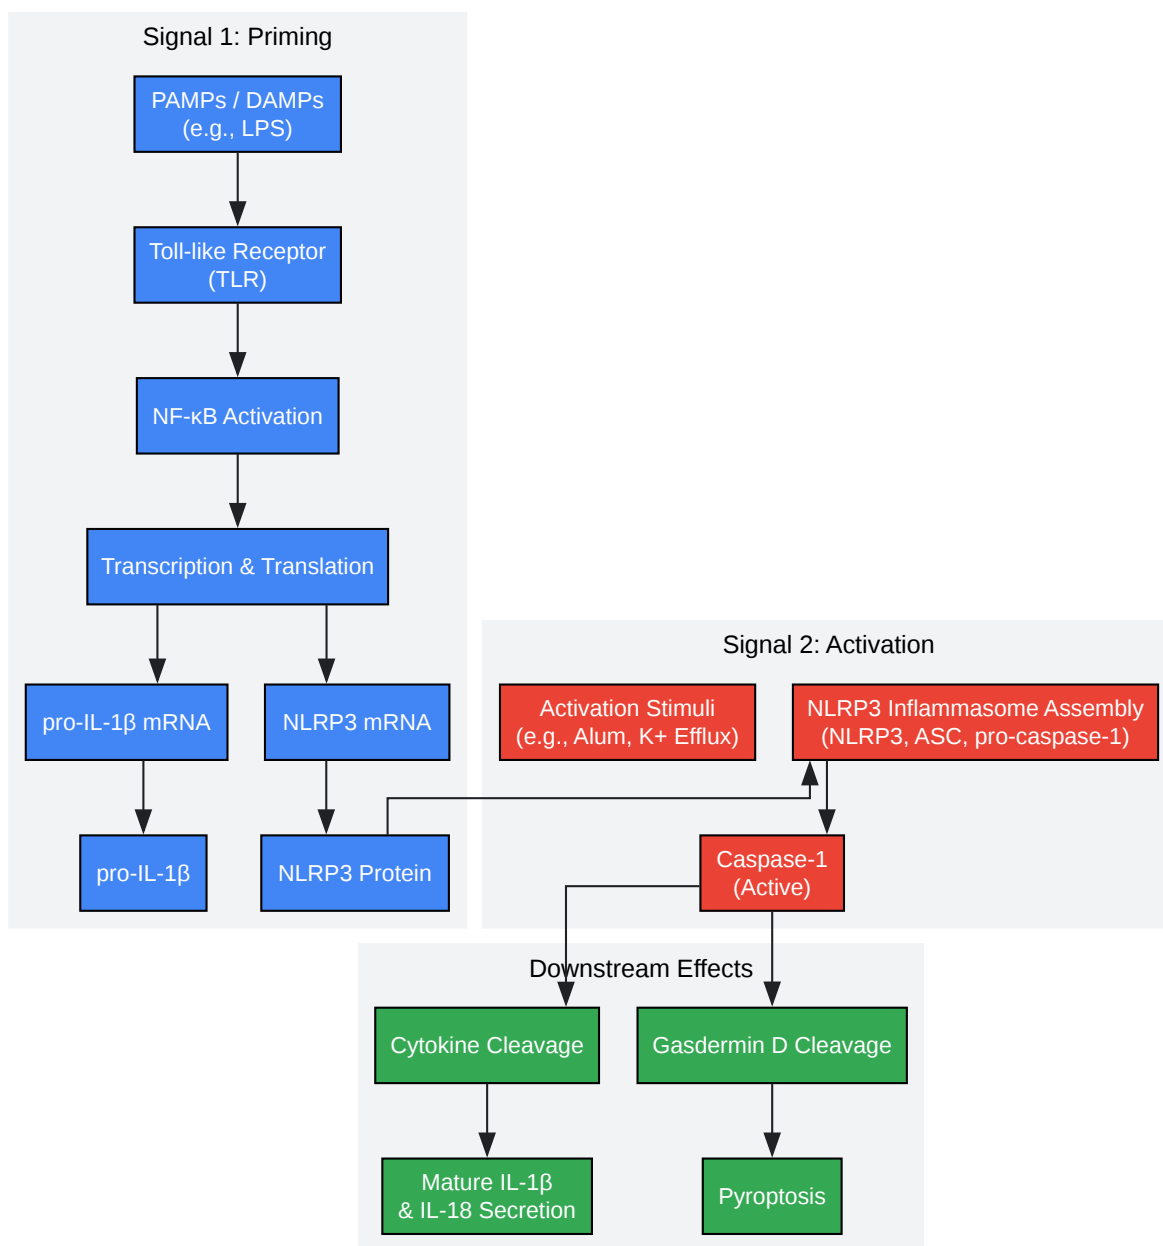 Signal 1: Priming
PAMPs / DAMPs
(e.g., LPS)
Toll-like Receptor
(TLR)
NF-κB Activation
Transcription & Translation
pro-IL-1β mRNA
NLRP3 mRNA
pro-IL-1β
NLRP3 Protein
Signal 2: Activation
Activation Stimuli
(e.g., Alum, K+ Efflux)
NLRP3 Inflammasome Assembly
(NLRP3, ASC, pro-caspase-1)
Caspase-1
(Active)
Downstream Effects
Cytokine Cleavage
Gasdermin D Cleavage
Mature IL-1β
& IL-18 Secretion
Pyroptosis